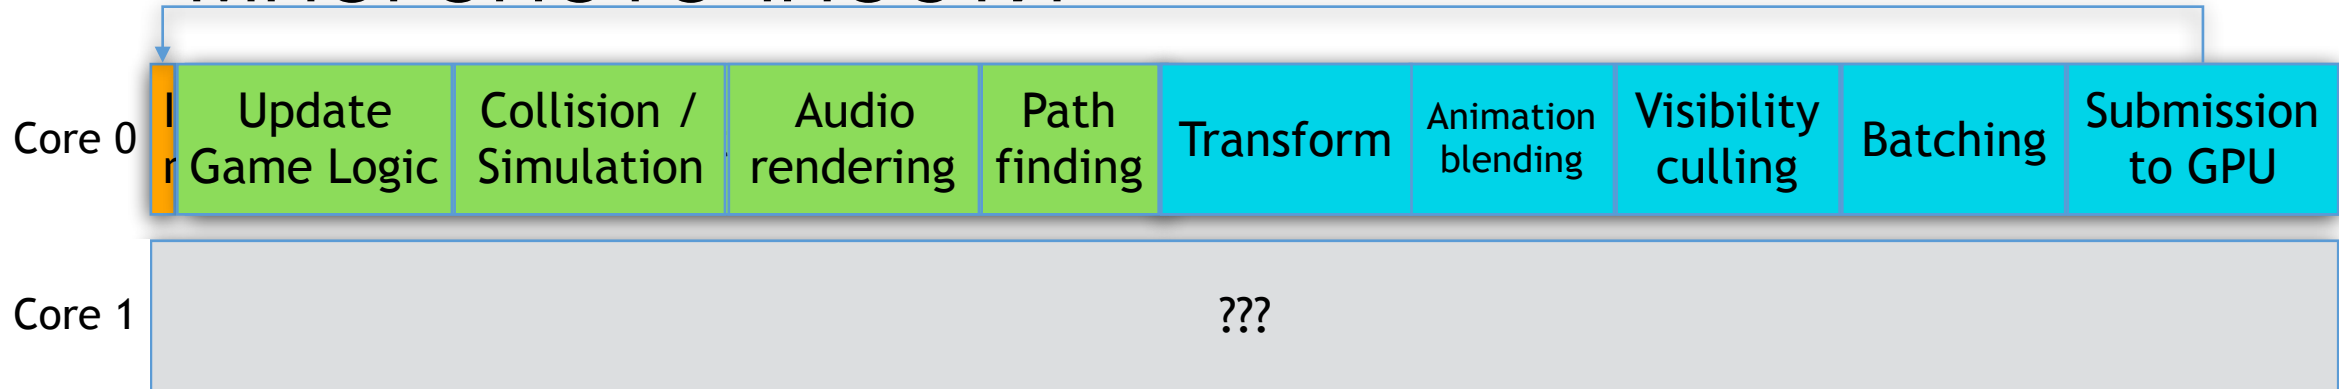 Core 0
Update
Game Logic
Collision /
Simulation
Audio
rendering
Path
finding
Transform
Animation
blending
Visibility
culling
Batching
Submission
to GPU
Core 1
???